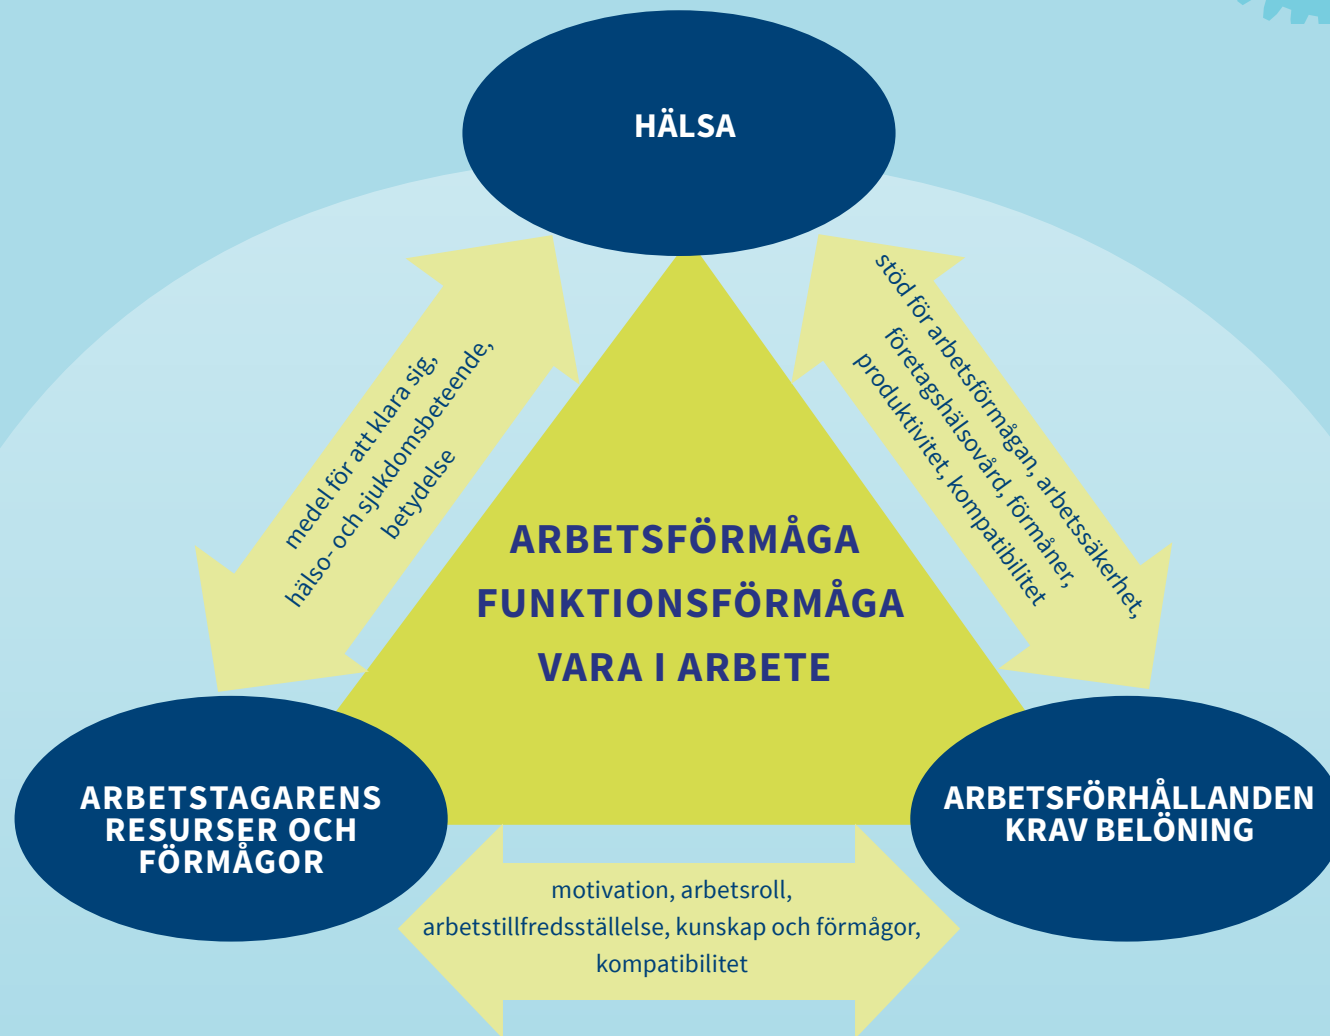 HÄLSA
medel för att klara sig,
hälso- och sjukdomsbeteende,
betydelse
stöd för arbetsförmågan, arbetssäkerhet,
företagshälsovård, förmåner,
produktivitet, kompatibilitet
ARBETSFÖRMÅGA
FUNKTIONSFÖRMÅGA
VARA I ARBETE
ARBETSTAGARENS
RESURSER OCH
FÖRMÅGOR
ARBETSFÖRHÅLLANDEN
KRAV BELÖNING
motivation, arbetsroll,
arbetstillfredsställelse, kunskap och förmågor,
kompatibilitet